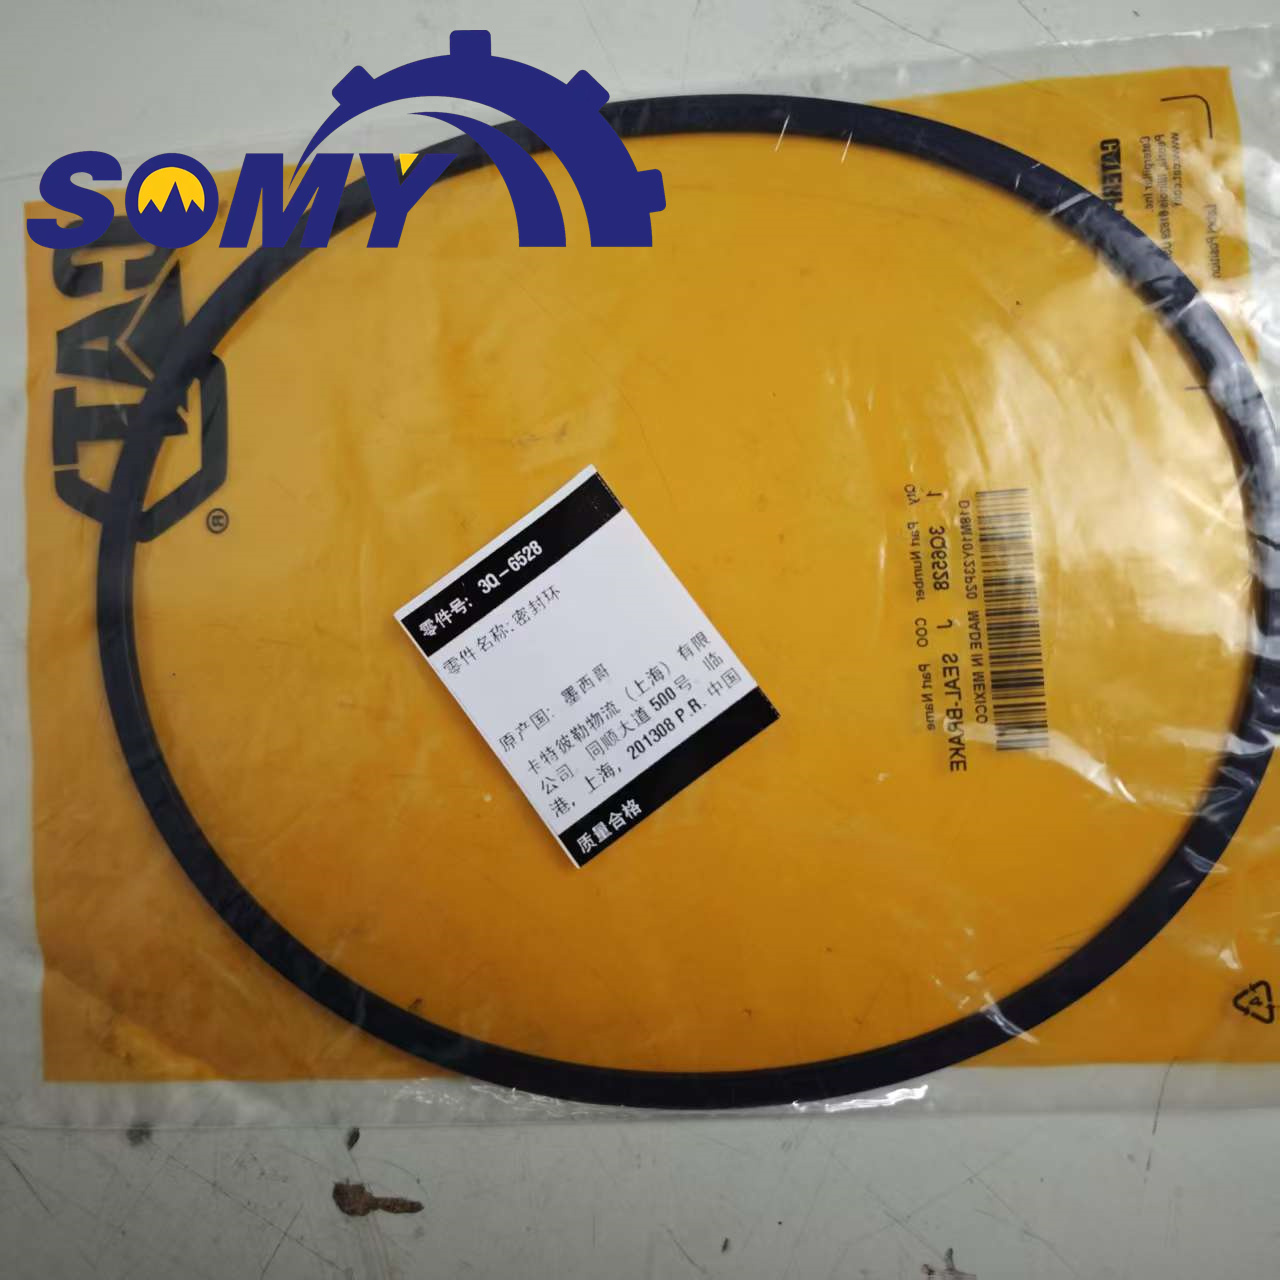 SOMY
CAT
®
零件号: 3Q-6528
零件名称: 密封环
原产国: 墨西哥
卡特彼勒物流（上海）有限
公司 同顺大道500号 临
港, 上海, 201308 P.R. 中国
质量合格
Qty Part Number COO Part Name
1 3Q6528 1 SEAL-BRAKE
MADE IN MEXICO